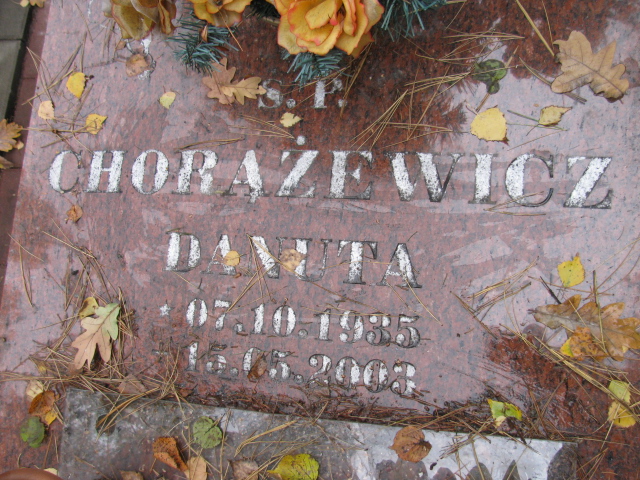 Ś.P.
CHORĄŻEWICZ
DANUTA
* 07.10.1935
15.05.2003